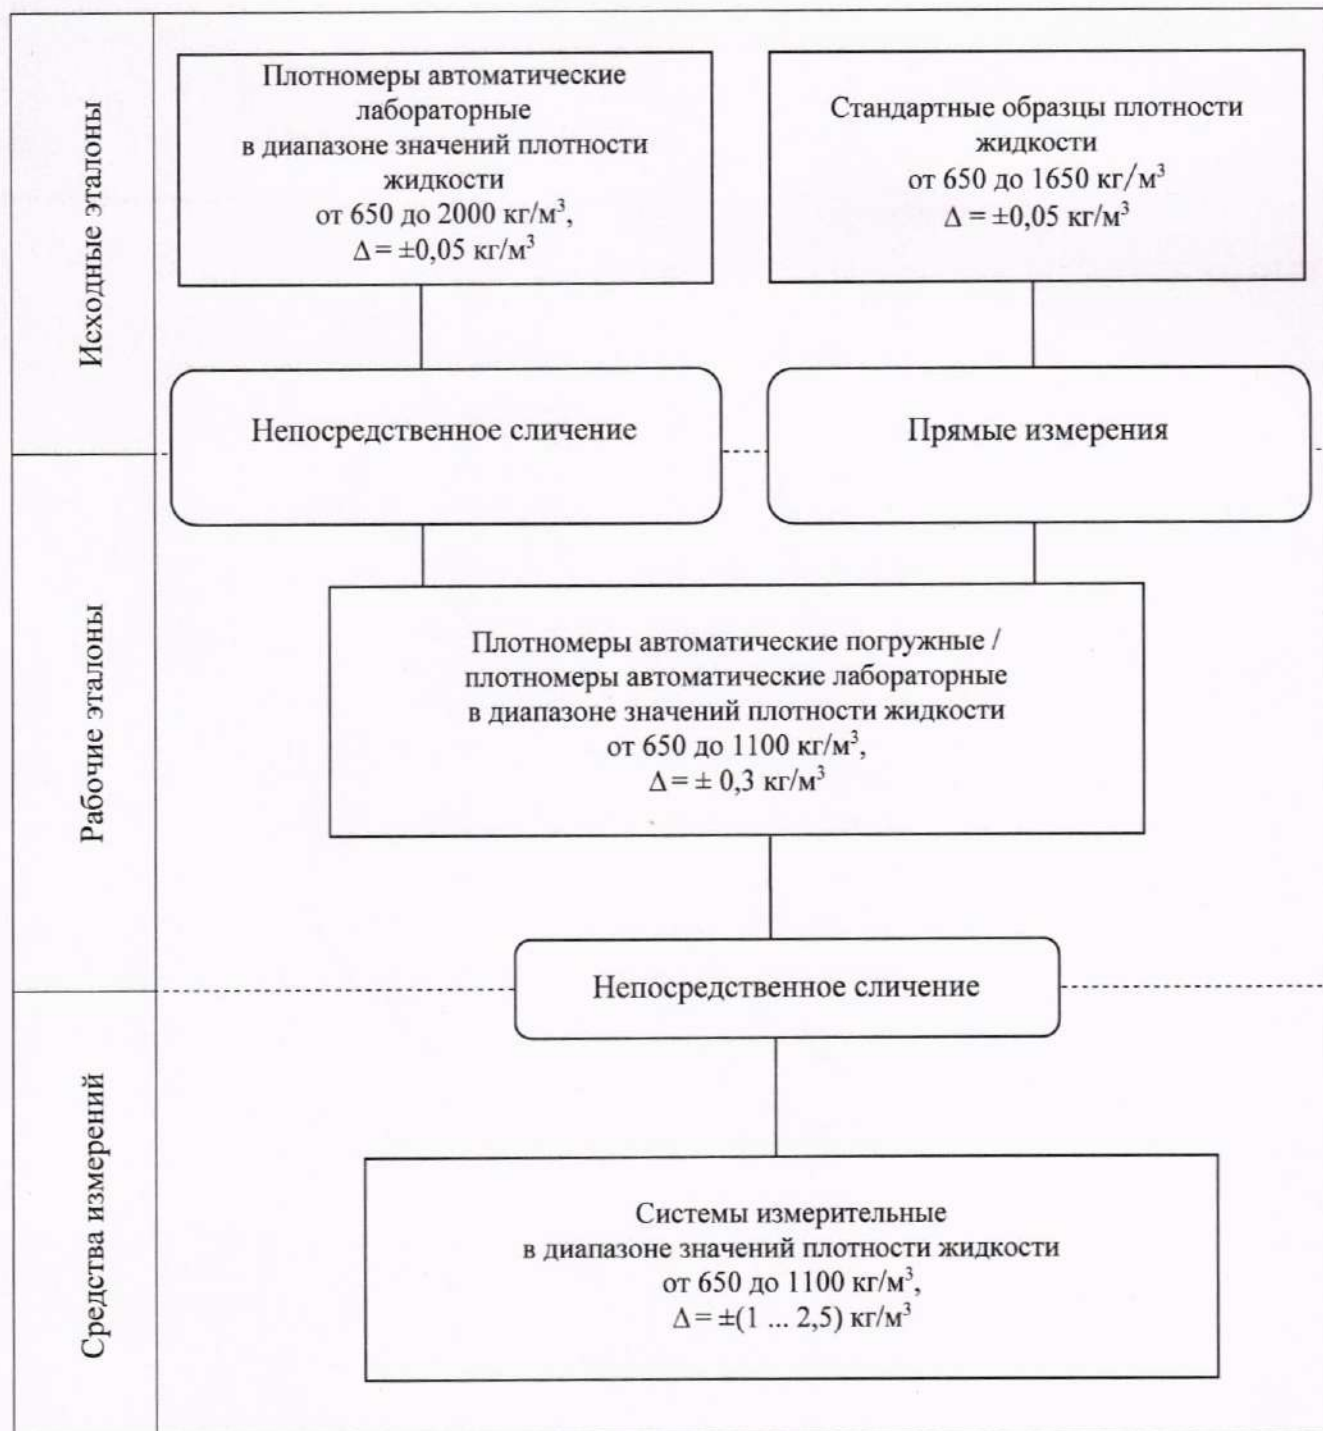 Исходные эталоны
Плотномеры автоматические
лабораторные
в диапазоне значений плотности
жидкости
от 650 до 2000 кг/м³,
Δ = ±0,05 кг/м³
Стандартные образцы плотности
жидкости
от 650 до 1650 кг/м³
Δ = ±0,05 кг/м³
Непосредственное сличение
Прямые измерения
Рабочие эталоны
Плотномеры автоматические погружные /
плотномеры автоматические лабораторные
в диапазоне значений плотности жидкости
от 650 до 1100 кг/м³,
Δ = ± 0,3 кг/м³
Непосредственное сличение
Средства измерений
Системы измерительные
в диапазоне значений плотности жидкости
от 650 до 1100 кг/м³,
Δ = ±(1 ... 2,5) кг/м³